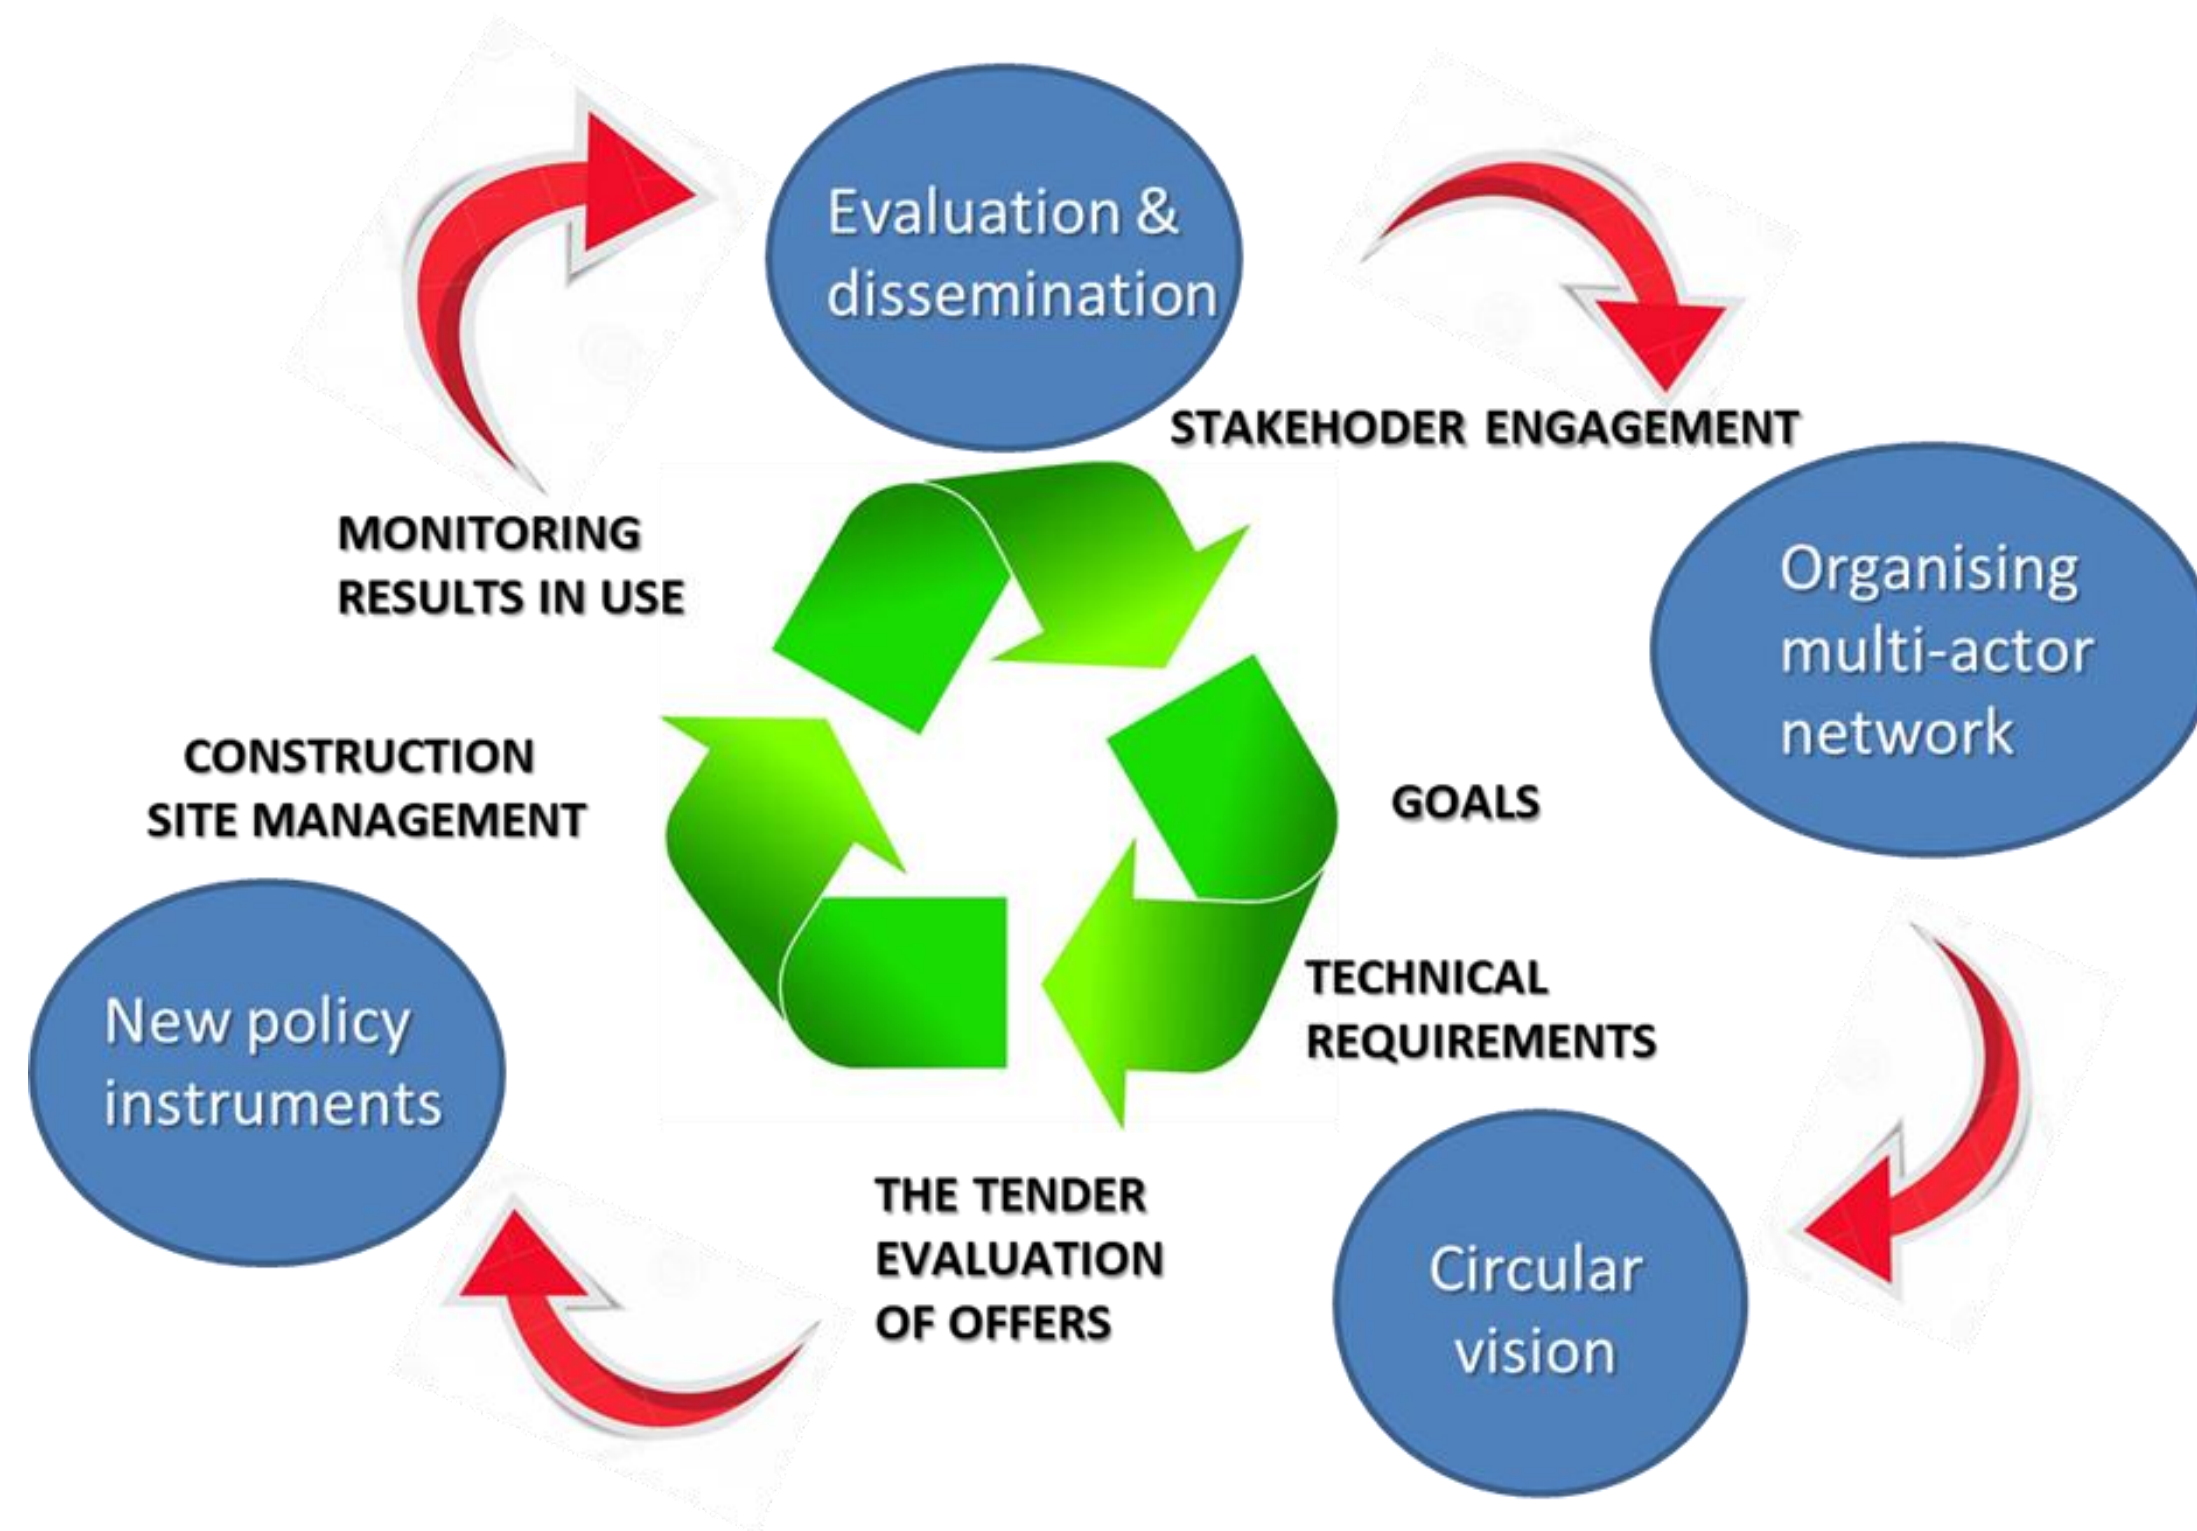 Evaluation &
dissemination
STAKEHODER ENGAGEMENT
MONITORING
RESULTS IN USE
Organising
multi-actor
network
CONSTRUCTION
SITE MANAGEMENT
GOALS
TECHNICAL
REQUIREMENTS
New policy
instruments
THE TENDER
EVALUATION
OF OFFERS
Circular
vision